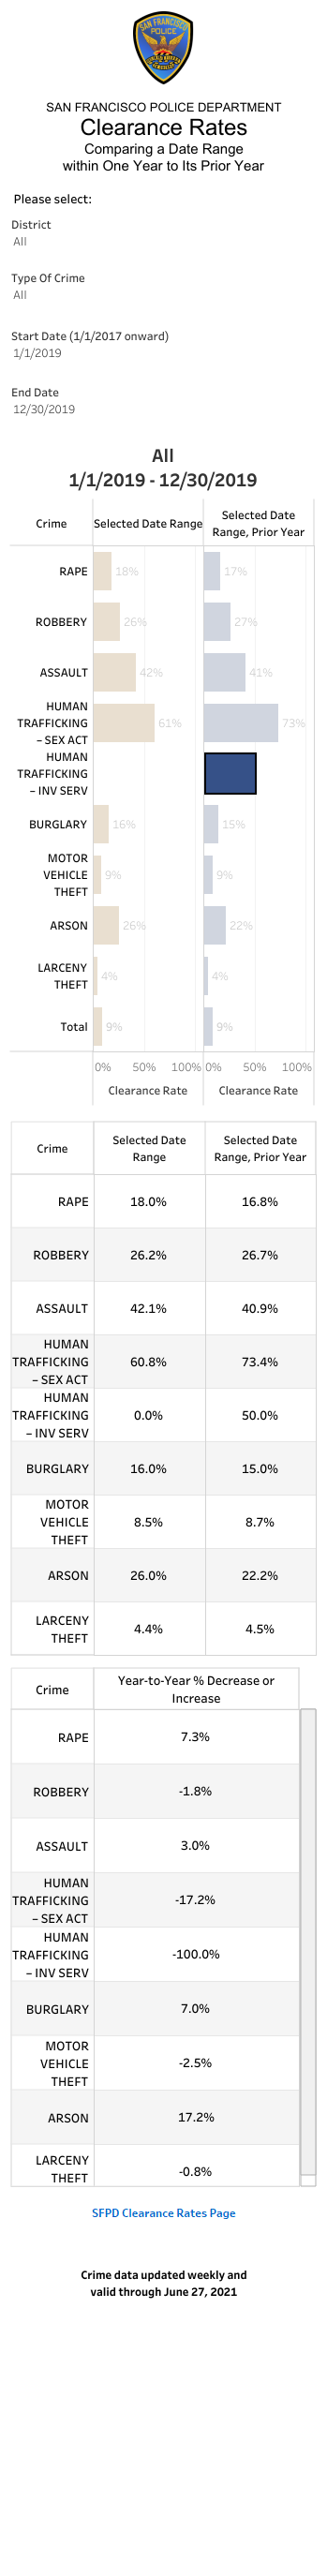 SAN FRANCISCO
POLICE
SAN FRANCISCO POLICE DEPARTMENT
Clearance Rates
Comparing a Date Range
within One Year to Its Prior Year
Please select:
District
All
Type Of Crime
All
Start Date (1/1/2017 onward)
1/1/2019
End Date
12/30/2019
All
1/1/2019 - 12/30/2019
Crime
Selected Date Range
Selected Date
Range, Prior Year
RAPE 18% 17%
ROBBERY 26% 27%
ASSAULT 42% 41%
HUMAN
TRAFFICKING 61% 73%
– SEX ACT
HUMAN
TRAFFICKING
– INV SERV
BURGLARY 16% 15%
MOTOR
VEHICLE 9% 9%
THEFT
ARSON 26% 22%
LARCENY
THEFT
4% 4%
Total 9% 9%
0% 50% 100% 0% 50% 100%
Clearance Rate Clearance Rate
Crime
Selected Date
Range
Selected Date
Range, Prior Year
RAPE 18.0% 16.8%
ROBBERY 26.2% 26.7%
ASSAULT 42.1% 40.9%
HUMAN
TRAFFICKING 60.8% 73.4%
– SEX ACT
HUMAN
TRAFFICKING 0.0% 50.0%
– INV SERV
BURGLARY 16.0% 15.0%
MOTOR
VEHICLE 8.5% 8.7%
THEFT
ARSON 26.0% 22.2%
LARCENY
THEFT
4.4% 4.5%
Crime
Year-to-Year % Decrease or
Increase
RAPE 7.3%
ROBBERY -1.8%
ASSAULT 3.0%
HUMAN
TRAFFICKING -17.2%
– SEX ACT
HUMAN
TRAFFICKING -100.0%
– INV SERV
BURGLARY 7.0%
MOTOR
VEHICLE -2.5%
THEFT
ARSON 17.2%
LARCENY
THEFT
-0.8%
SFPD Clearance Rates Page
Crime data updated weekly and
valid through June 27, 2021